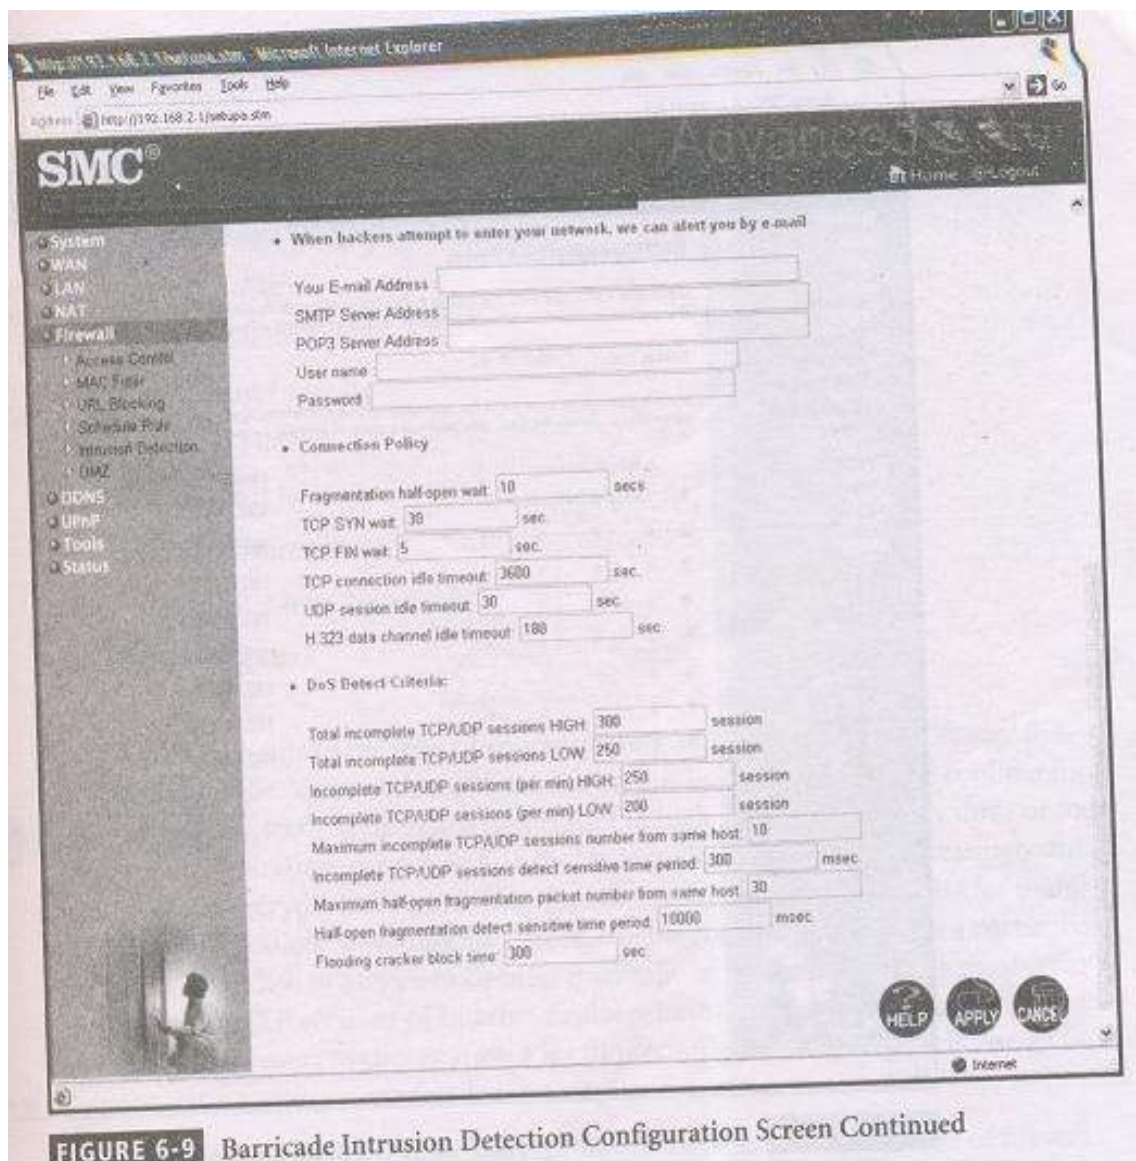 http://192.168.2.1/setupa.stm - Microsoft Internet Explorer
File Edit View Favorites Tools Help
Address http://192.168.2.1/setupa.stm Go
SMC®
Advanced Setup
Home Logout
System
WAN
LAN
NAT
Firewall
Access Control
MAC Filter
URL Blocking
Schedule Rule
Intrusion Detection
DMZ
DDNS
UPnP
Tools
Status
• When hackers attempt to enter your network, we can alert you by e-mail
Your E-mail Address
SMTP Server Address
POP3 Server Address
User name
Password
• Connection Policy
Fragmentation half-open wait: 10 secs
TCP SYN wait: 30 sec.
TCP FIN wait: 5 sec.
TCP connection idle timeout: 3600 sec.
UDP session idle timeout: 30 sec.
H.323 data channel idle timeout: 180 sec.
• DoS Detect Criteria:
Total incomplete TCP/UDP sessions HIGH: 300 session
Total incomplete TCP/UDP sessions LOW: 250 session
Incomplete TCP/UDP sessions (per min) HIGH: 250 session
Incomplete TCP/UDP sessions (per min) LOW: 200 session
Maximum incomplete TCP/UDP sessions number from same host: 10
Incomplete TCP/UDP sessions detect sensitive time period: 300 msec.
Maximum half-open fragmentation packet number from same host: 30
Half-open fragmentation detect sensitive time period: 10000 msec.
Flooding cracker block time: 300 sec.
HELP APPLY CANCEL
Internet
FIGURE 6-9 Barricade Intrusion Detection Configuration Screen Continued